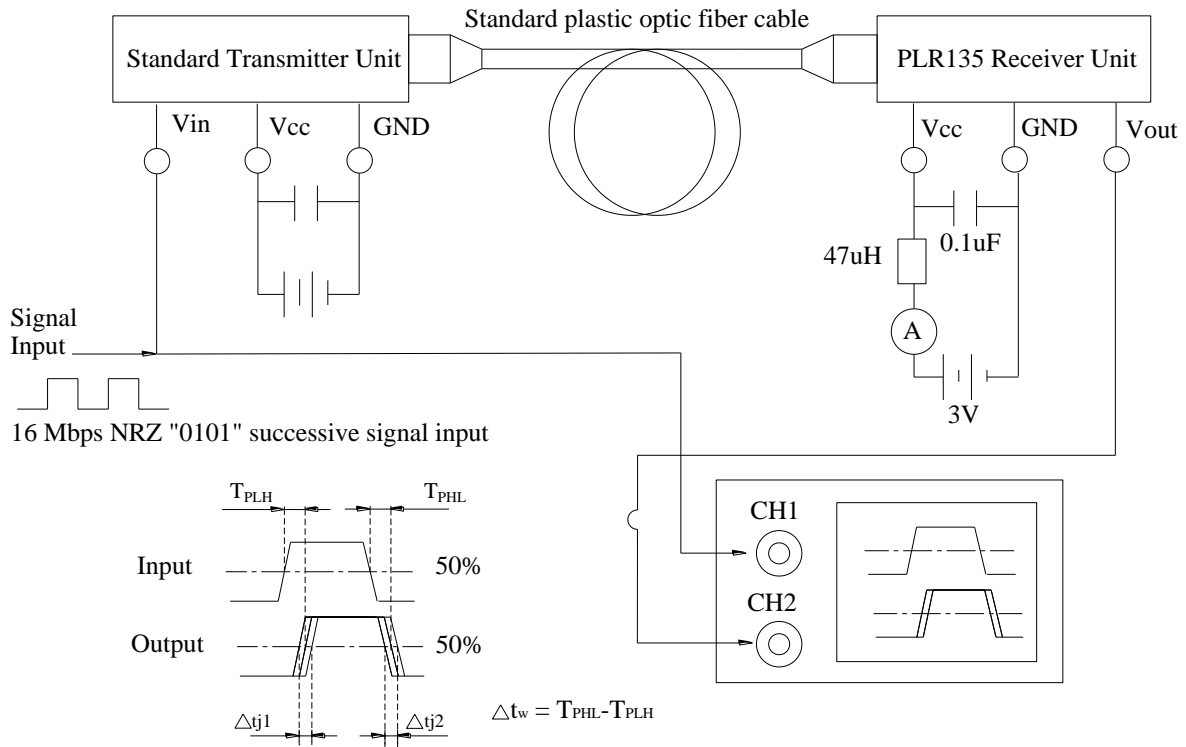 Standard plastic optic fiber cable
Standard Transmitter Unit
PLR135 Receiver Unit
Vin
Vcc
GND
Vcc
GND
Vout
47uH
0.1uF
A
3V
Signal
Input
16 Mbps NRZ "0101" successive signal input
TPLH
TPHL
Input
50%
Output
50%
△tj1
△tj2
△tw = TPHL-TPLH
CH1
CH2